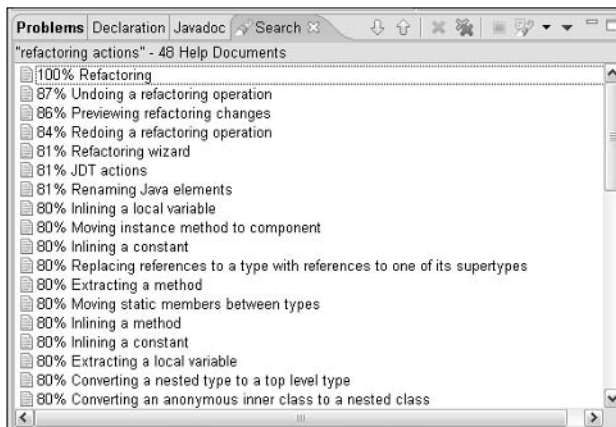 Problems Declaration Javadoc Search
"refactoring actions" - 48 Help Documents
100% Refactoring
87% Undoing a refactoring operation
86% Previewing refactoring changes
84% Redoing a refactoring operation
81% Refactoring wizard
81% JDT actions
81% Renaming Java elements
80% Inlining a local variable
80% Moving instance method to component
80% Inlining a constant
80% Replacing references to a type with references to one of its supertypes
80% Extracting a method
80% Moving static members between types
80% Inlining a method
80% Inlining a constant
80% Extracting a local variable
80% Converting a nested type to a top level type
80% Converting an anonymous inner class to a nested class